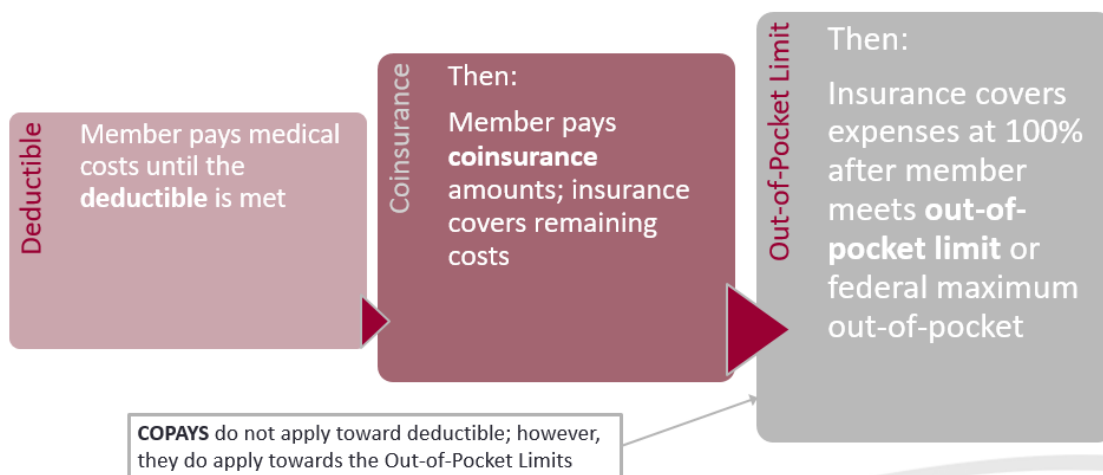 Deductible
Member pays medical
costs until the
deductible is met
Coinsurance
Then:
Member pays
coinsurance
amounts; insurance
covers remaining
costs
Out-of-Pocket Limit
Then:
Insurance covers
expenses at 100%
after member
meets out-of-
pocket limit or
federal maximum
out-of-pocket
COPAYS do not apply toward deductible; however,
they do apply towards the Out-of-Pocket Limits